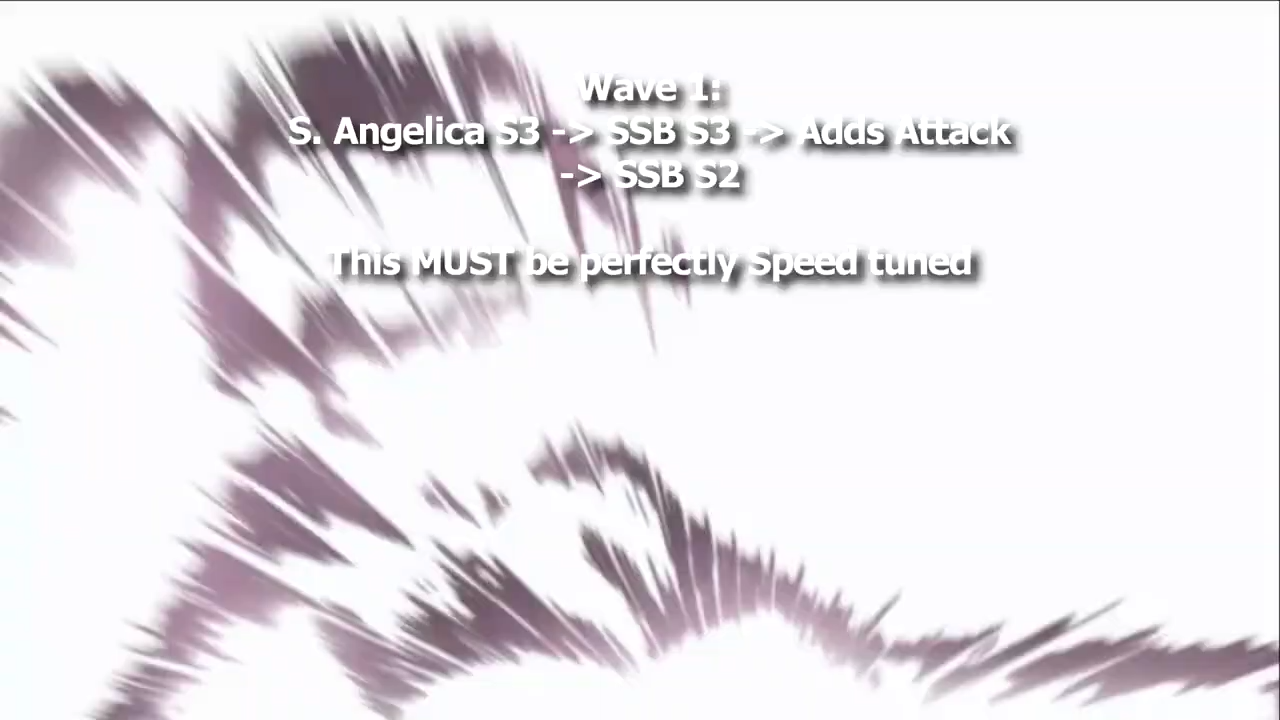 Wave 1:
S. Angelica S3 -> SSB S3 -> Adds Attack
-> SSB S2
This MUST be perfectly Speed tuned